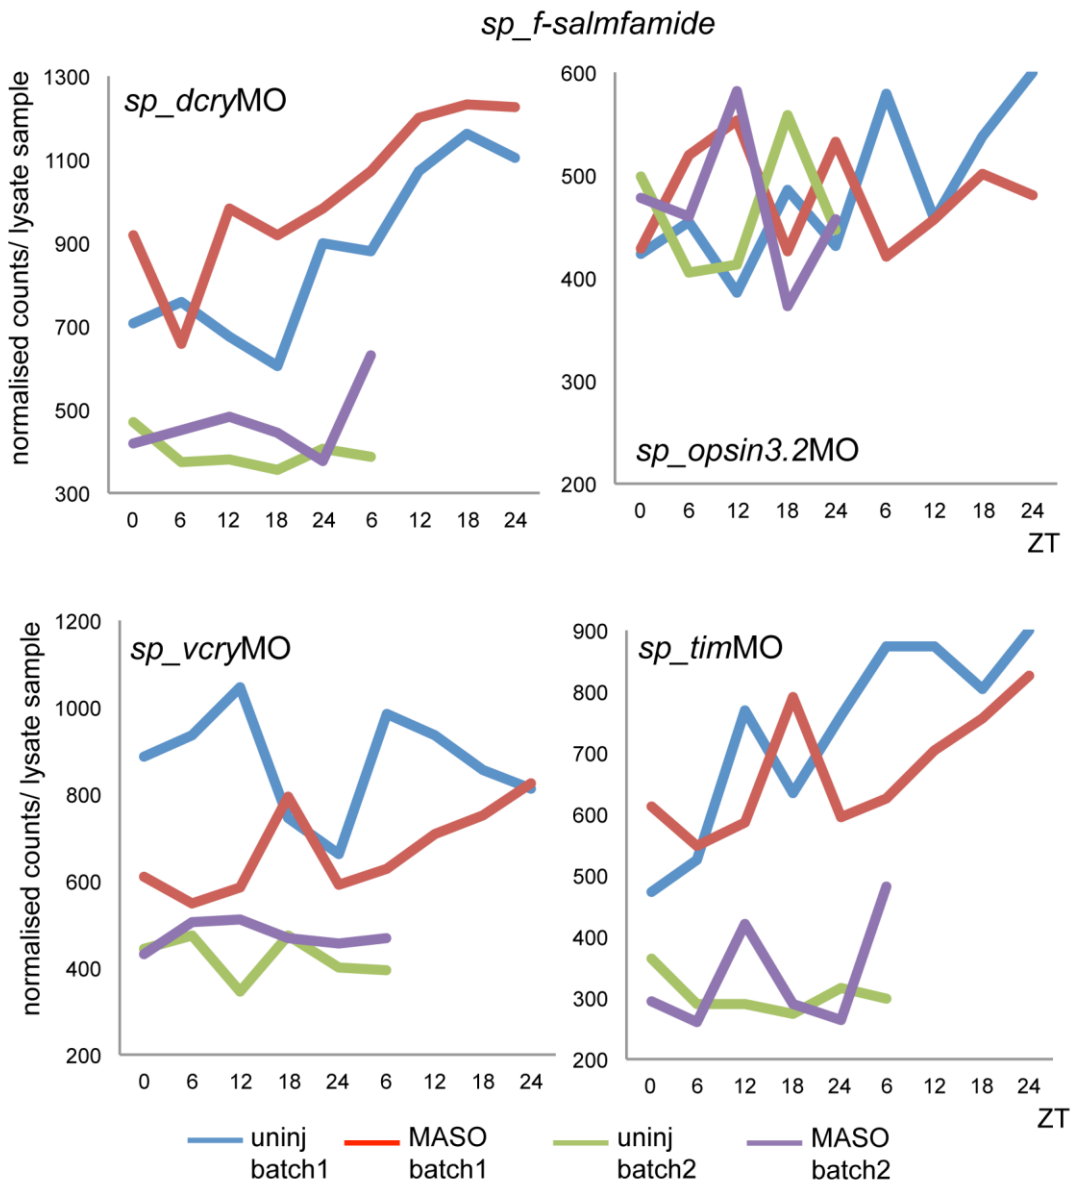 sp_f-salmfamide
normalised counts/ lysate sample
sp_dcryMO
1300
1100
900
700
500
300
0 6 12 18 24 6 12 18 24
600
500
400
300
200
sp_opsin3.2MO
0 6 12 18 24 6 12 18 24
ZT
normalised counts/ lysate sample
sp_vcryMO
1200
1000
800
600
400
200
0 6 12 18 24 6 12 18 24
sp_timMO
900
800
700
600
500
400
300
200
0 6 12 18 24 6 12 18 24
ZT
uninj
batch1
MASO
batch1
uninj
batch2
MASO
batch2